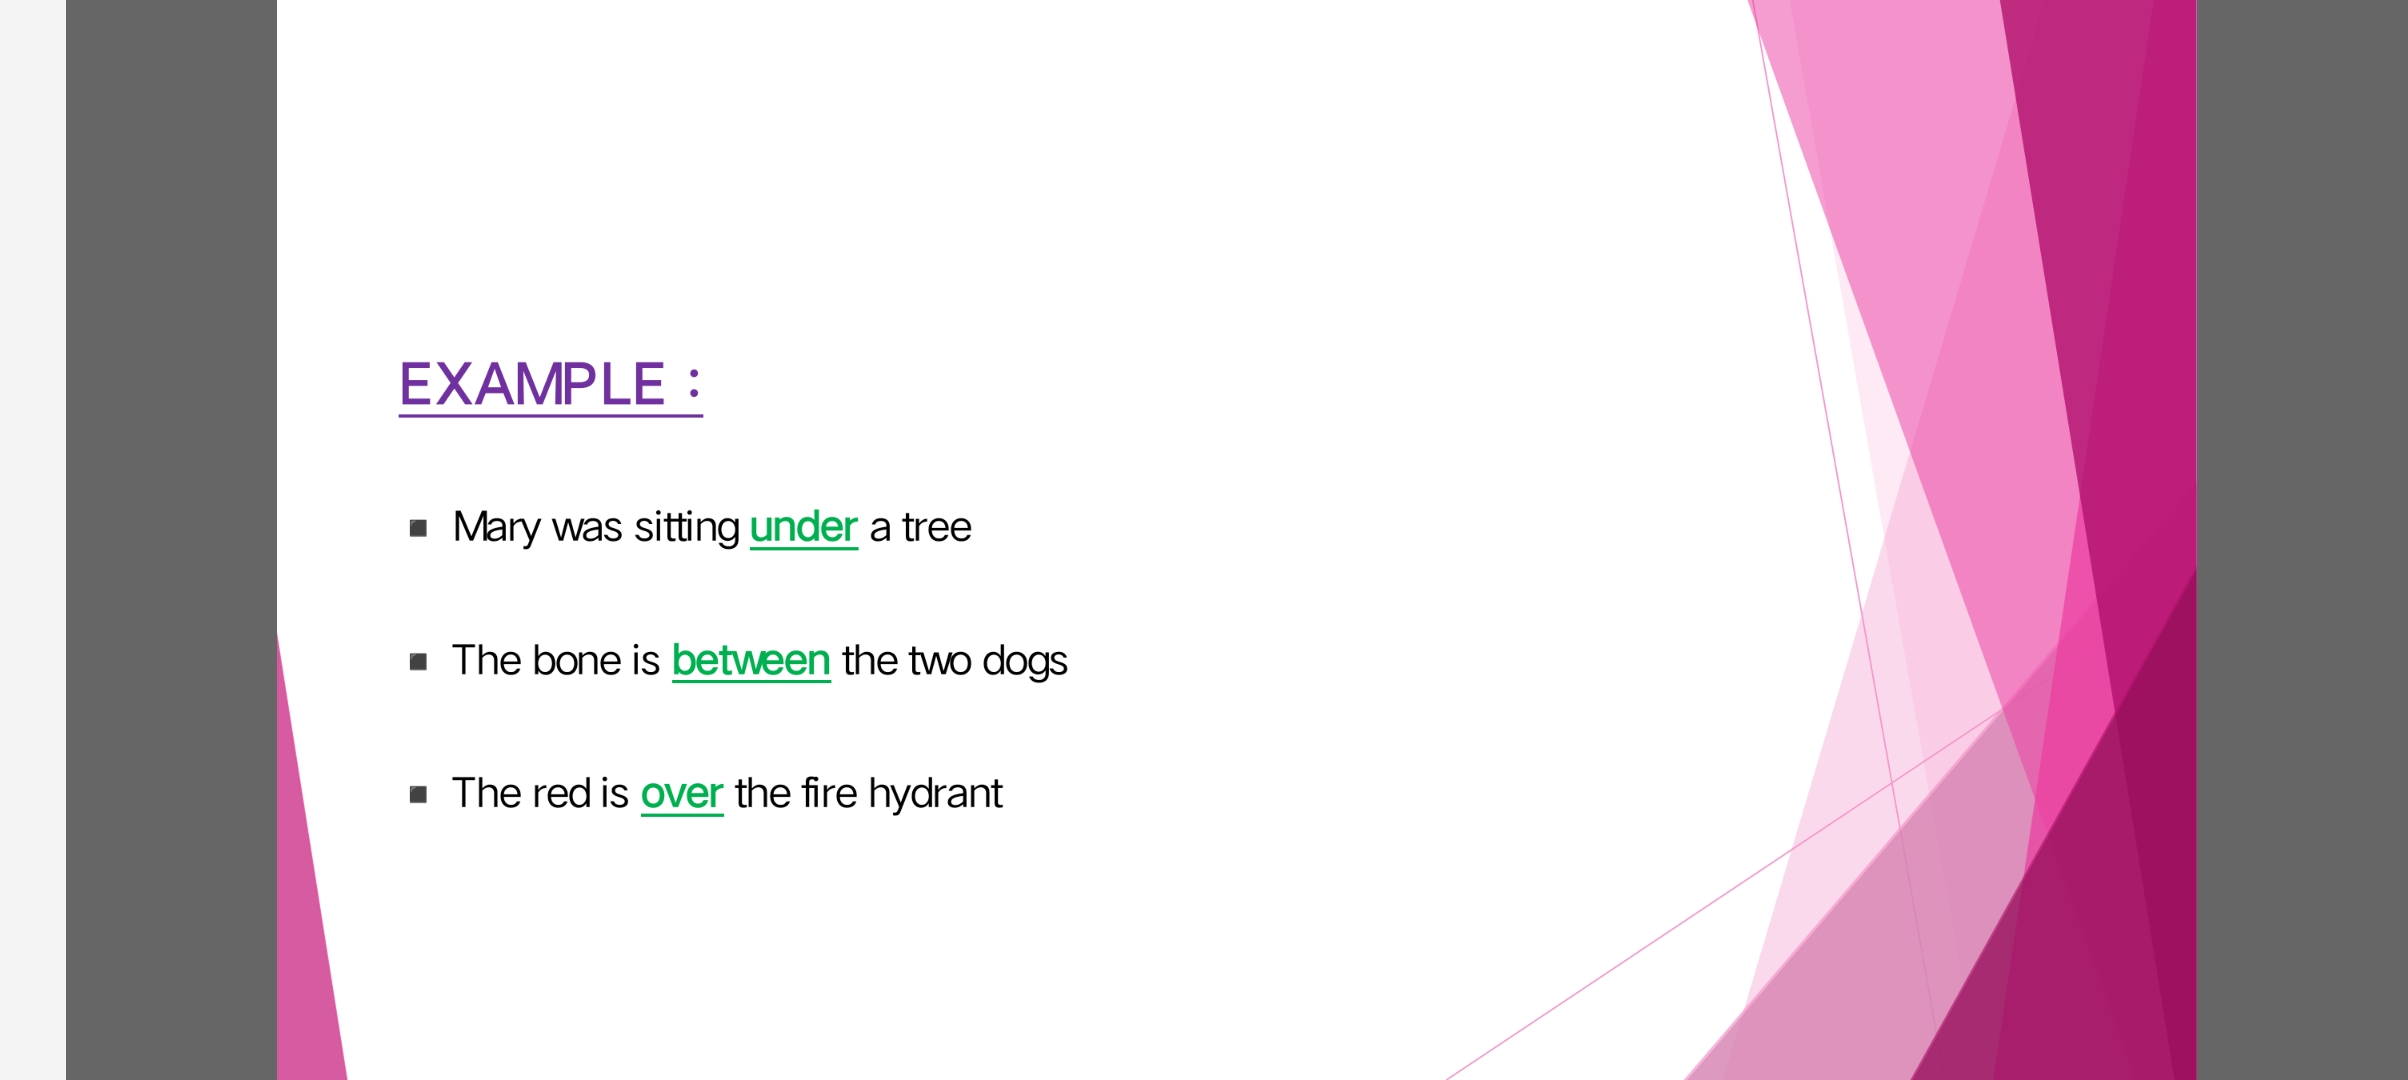 EXAMPLE :
▪ Mary was sitting under a tree
▪ The bone is between the two dogs
▪ The red is over the fire hydrant